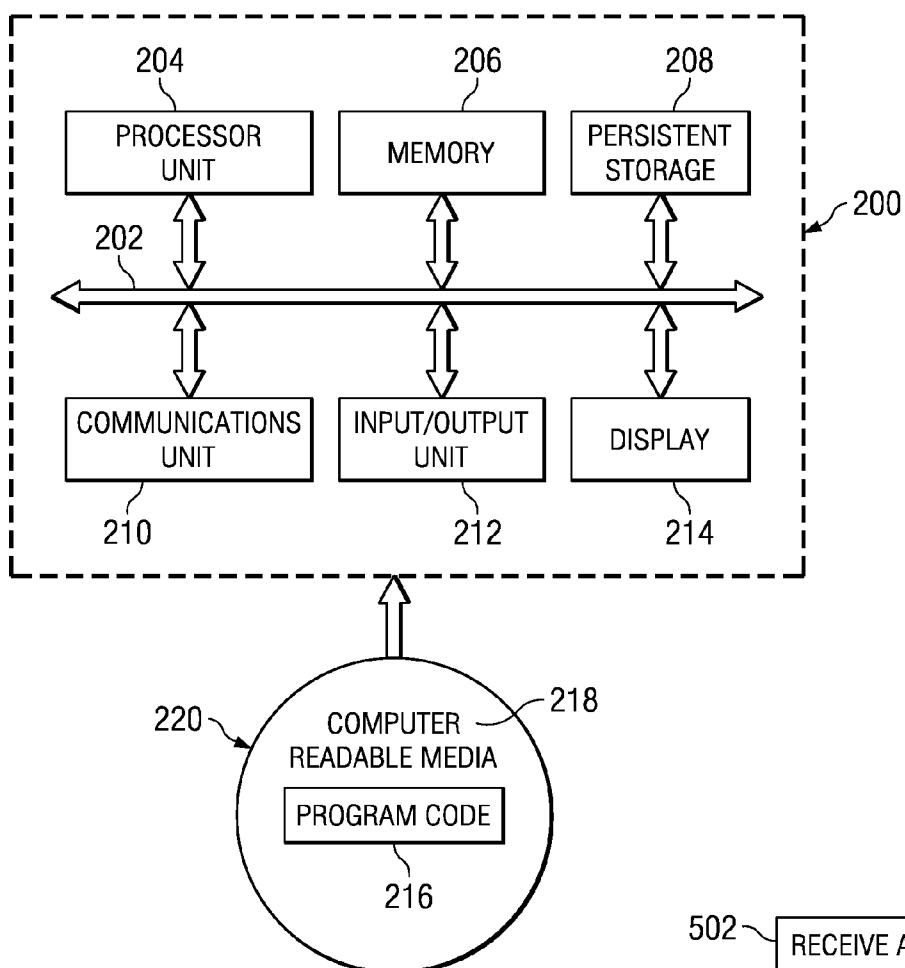 204
206
208
PROCESSOR
UNIT
MEMORY
PERSISTENT
STORAGE
200
202
COMMUNICATIONS
UNIT
INPUT/OUTPUT
UNIT
DISPLAY
210
212
214
220
218
COMPUTER
READABLE MEDIA
PROGRAM CODE
216
502
RECEIVE A